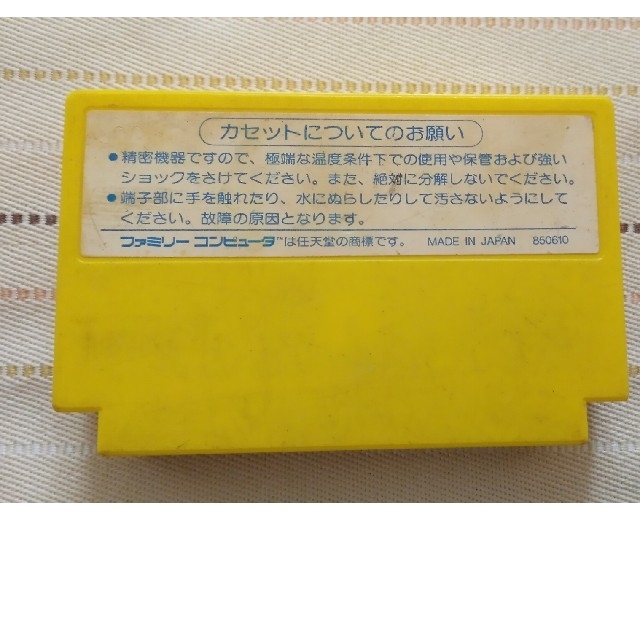 カセットについてのお願い
●精密機器ですので、極端な温度条件下での使用や保管および強い
ショックをさけてください。また、絶対に分解しないでください。
●端子部に手を触れたり、水にぬらしたりして汚さないようにして
ください。故障の原因となります。
ファミリーコンピュータ™は任天堂の商標です。 MADE IN JAPAN 850610